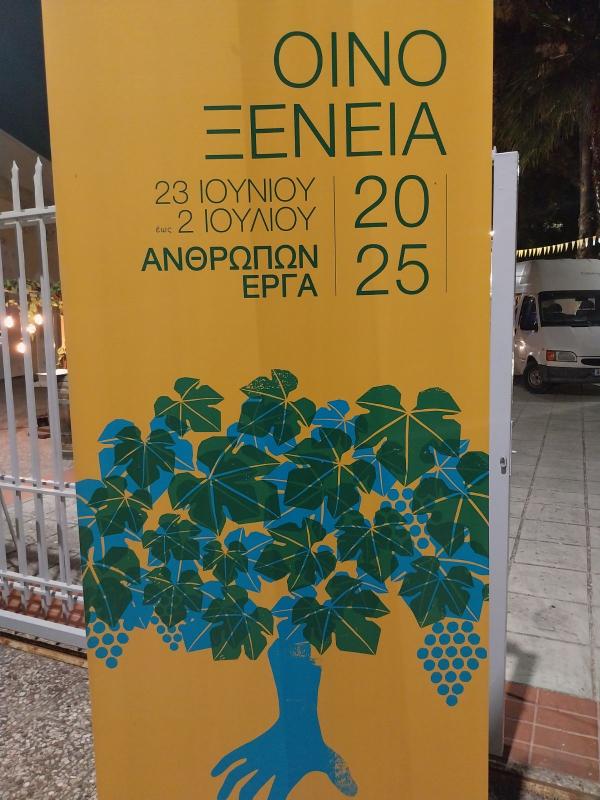 ΟΙΝΟ
ΞΕΝΕΙΑ
23 ΙΟΥΝΙΟΥ
έως 2 ΙΟΥΛΙΟΥ
ΑΝΘΡΩΠΩΝ
ΕΡΓΑ
20
25